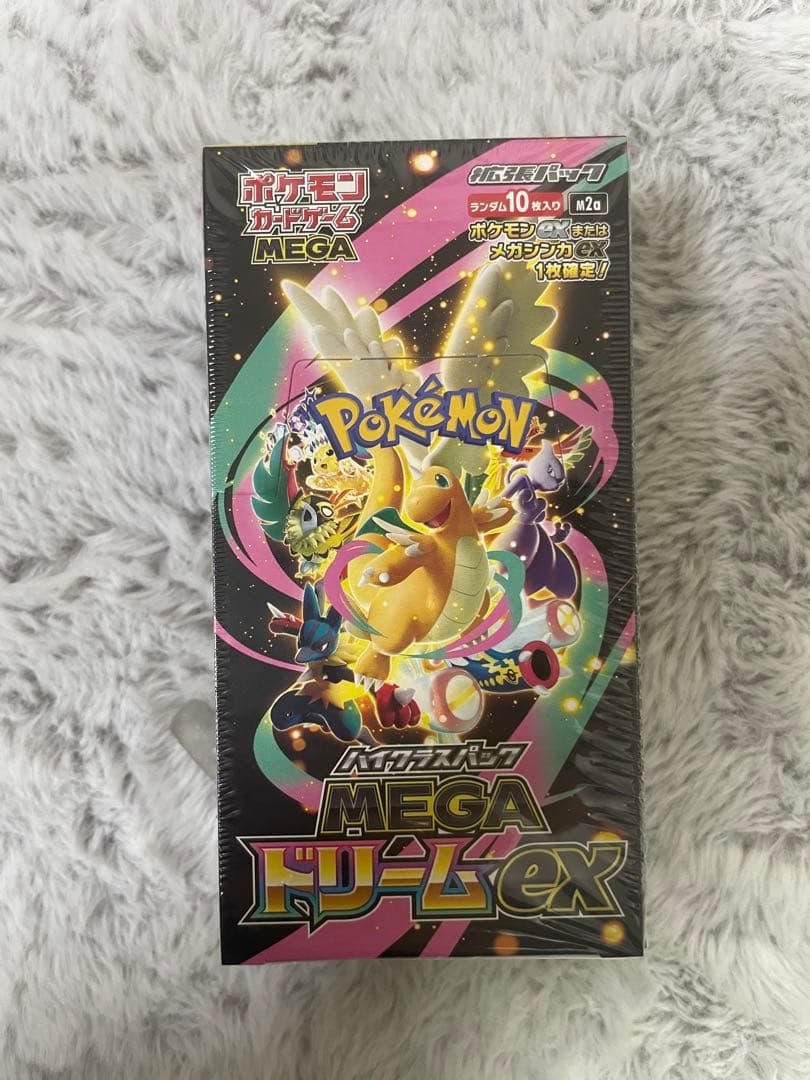 ポケモン
カードゲーム
MEGA
拡張パック
ランダム10枚入り M2a
ポケモンexまたは
メガシンカex
1枚確定!
POKÉMON
TM
ハイクラスパック
MEGA
ドリームex